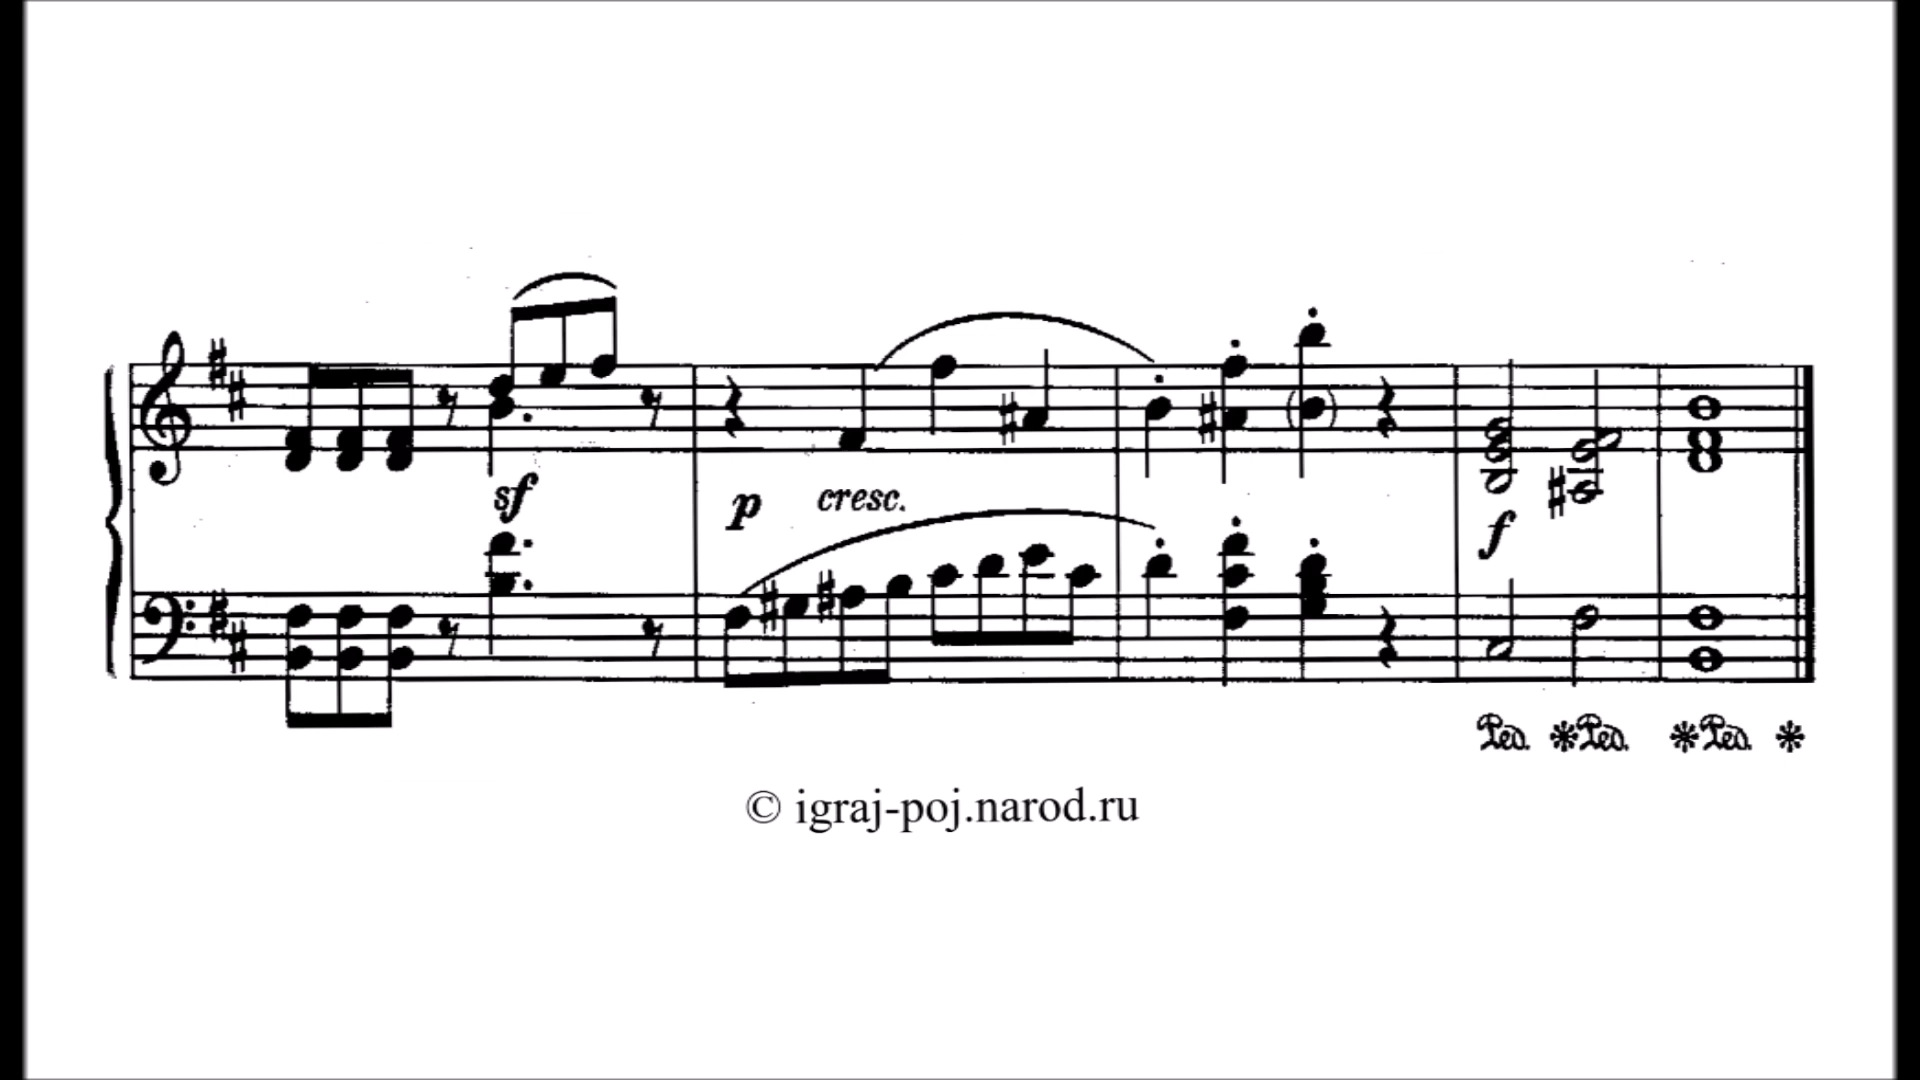 sf
p cresc.
f
Ped. * Ped. * Ped. *
© igraj-poj.narod.ru